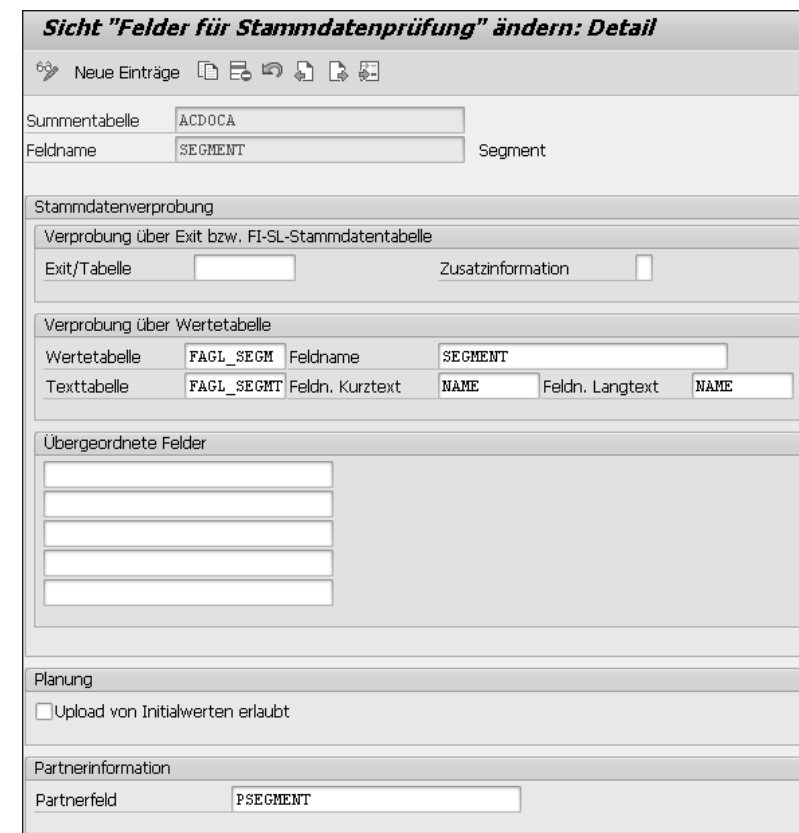 Sicht "Felder für Stammdatenprüfung" ändern: Detail
Neue Einträge
Summentabelle ACDOCA
Feldname SEGMENT Segment
Stammdatenverprobung
Verprobung über Exit bzw. FI-SL-Stammdatentabelle
Exit/Tabelle Zusatzinformation
Verprobung über Wertetabelle
Wertetabelle FAGL_SEGM Feldname SEGMENT
Texttabelle FAGL_SEGMT Feldn. Kurztext NAME Feldn. Langtext NAME
Übergeordnete Felder
Planung
Upload von Initialwerten erlaubt
Partnerinformation
Partnerfeld PSEGMENT